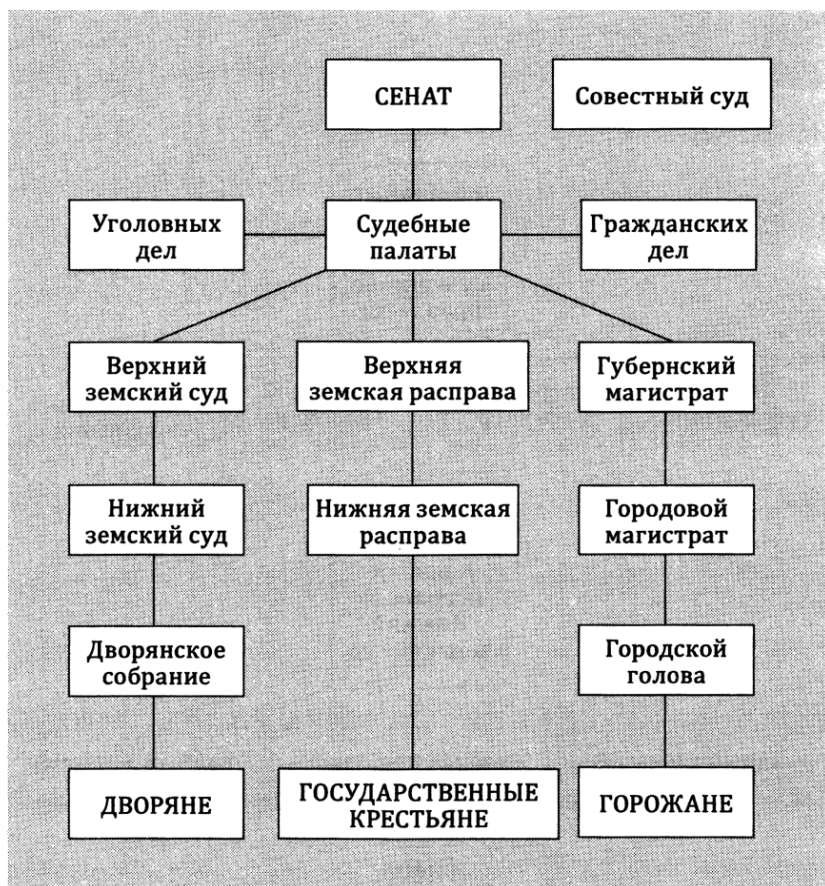 СЕНАТ
Совестный суд
Уголовных
дел
Судебные
палаты
Гражданских
дел
Верхний
земский суд
Верхняя
земская расправа
Губернский
магистрат
Нижний
земский суд
Нижняя земская
расправа
Городовой
магистрат
Дворянское
собрание
Городской
голова
ДВОРЯНЕ
ГОСУДАРСТВЕННЫЕ
КРЕСТЬЯНЕ
ГОРОЖАНЕ